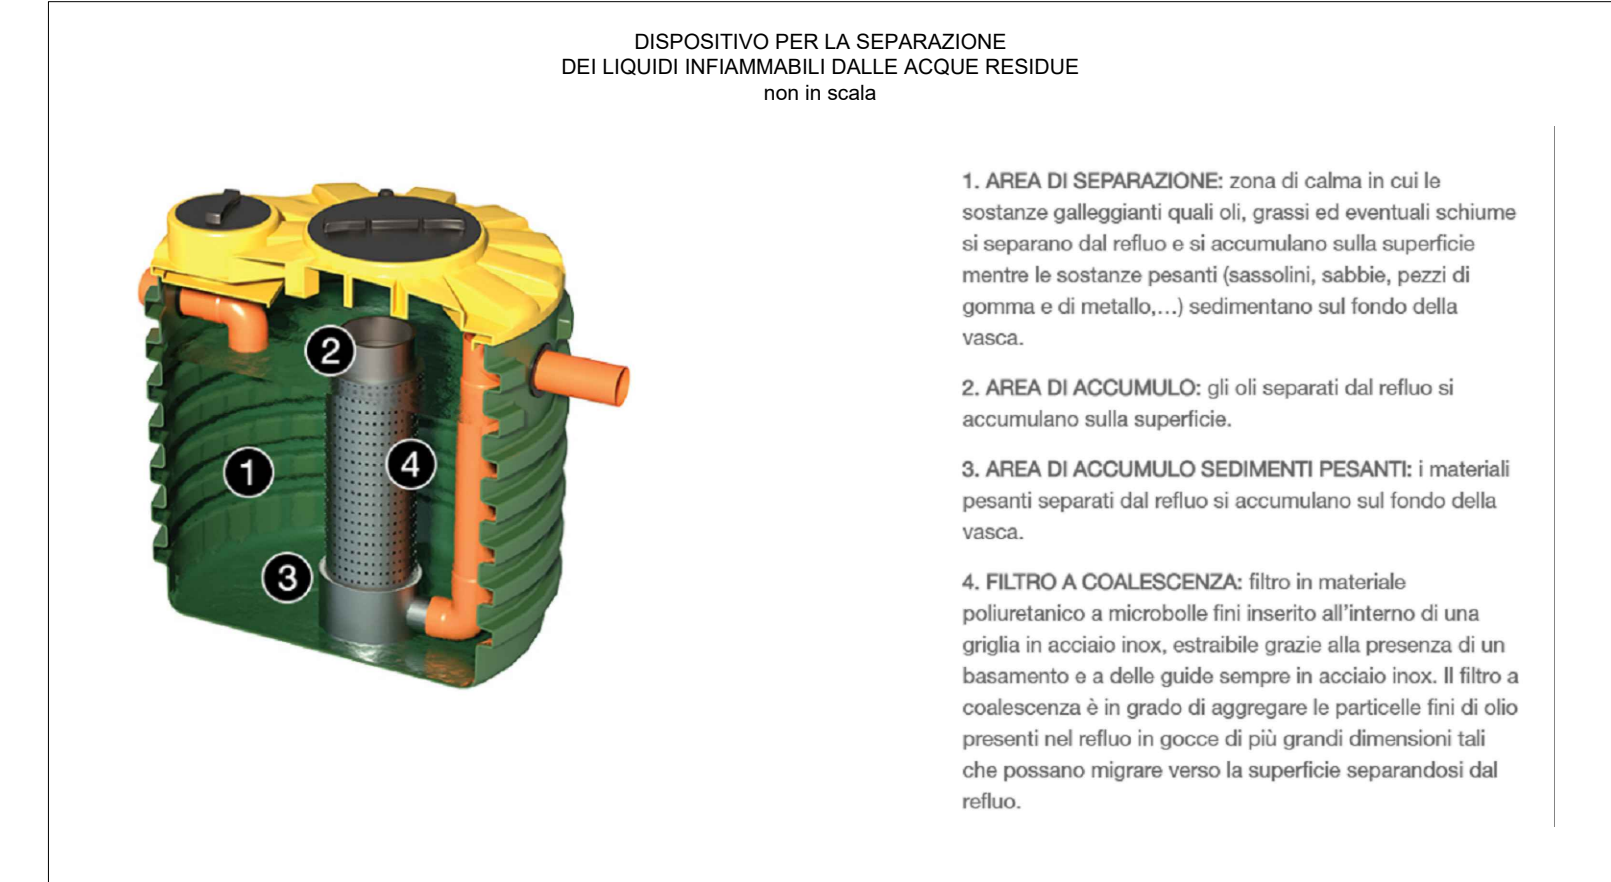 DISPOSITIVO PER LA SEPARAZIONE
DEI LIQUIDI INFIAMMABILI DALLE ACQUE RESIDUE
non in scala
1. AREA DI SEPARAZIONE: zona di calma in cui le
sostanze galleggianti quali oli, grassi ed eventuali schiume
si separano dal refluo e si accumulano sulla superficie
mentre le sostanze pesanti (sassolini, sabbie, pezzi di
gomma e di metallo,...) sedimentano sul fondo della
vasca.
2. AREA DI ACCUMULO: gli oli separati dal refluo si
accumulano sulla superficie.
3. AREA DI ACCUMULO SEDIMENTI PESANTI: i materiali
pesanti separati dal refluo si accumulano sul fondo della
vasca.
4. FILTRO A COALESCENZA: filtro in materiale
poliuretanico a microbolle fini inserito all'interno di una
griglia in acciaio inox, estraibile grazie alla presenza di un
basamento e a delle guide sempre in acciaio inox. Il filtro a
coalescenza è in grado di aggregare le particelle fini di olio
presenti nel refluo in gocce di più grandi dimensioni tali
che possano migrare verso la superficie separandosi dal
refluo.
2
1
4
3